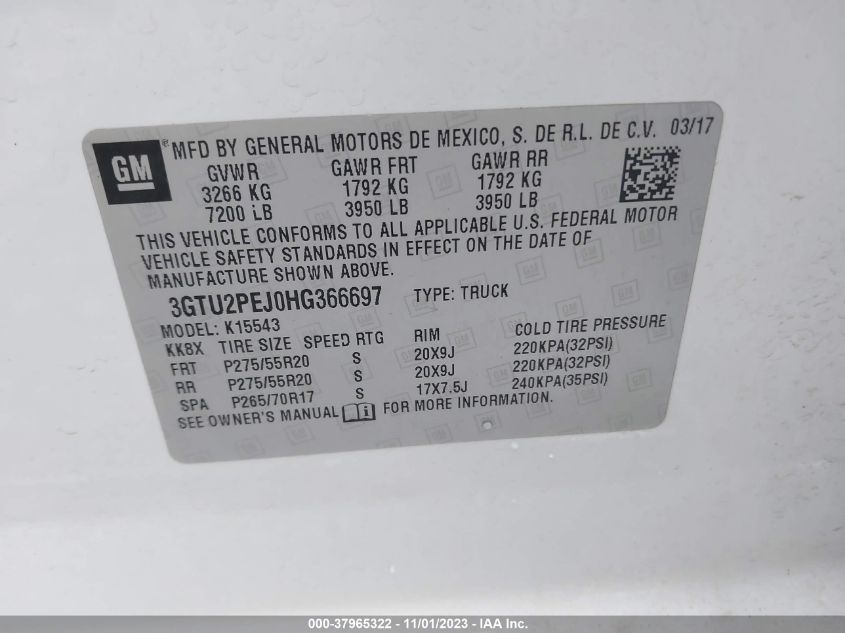 GM
® MFD BY GENERAL MOTORS DE MEXICO, S. DE R.L. DE C.V. 03/17
GVWR GAWR FRT GAWR RR
3266 KG 1792 KG 1792 KG
7200 LB 3950 LB 3950 LB
THIS VEHICLE CONFORMS TO ALL APPLICABLE U.S. FEDERAL MOTOR
VEHICLE SAFETY STANDARDS IN EFFECT ON THE DATE OF
MANUFACTURE SHOWN ABOVE.
3GTU2PEJ0HG366697 TYPE: TRUCK
MODEL: K15543
KK8X TIRE SIZE SPEED RTG RIM COLD TIRE PRESSURE
FRT P275/55R20 S 20X9J 220KPA(32PSI)
RR P275/55R20 S 20X9J 220KPA(32PSI)
SPA P265/70R17 S 17X7.5J 240KPA(35PSI)
SEE OWNER'S MANUAL FOR MORE INFORMATION.
000-37965322 - 11/01/2023 - IAA Inc.